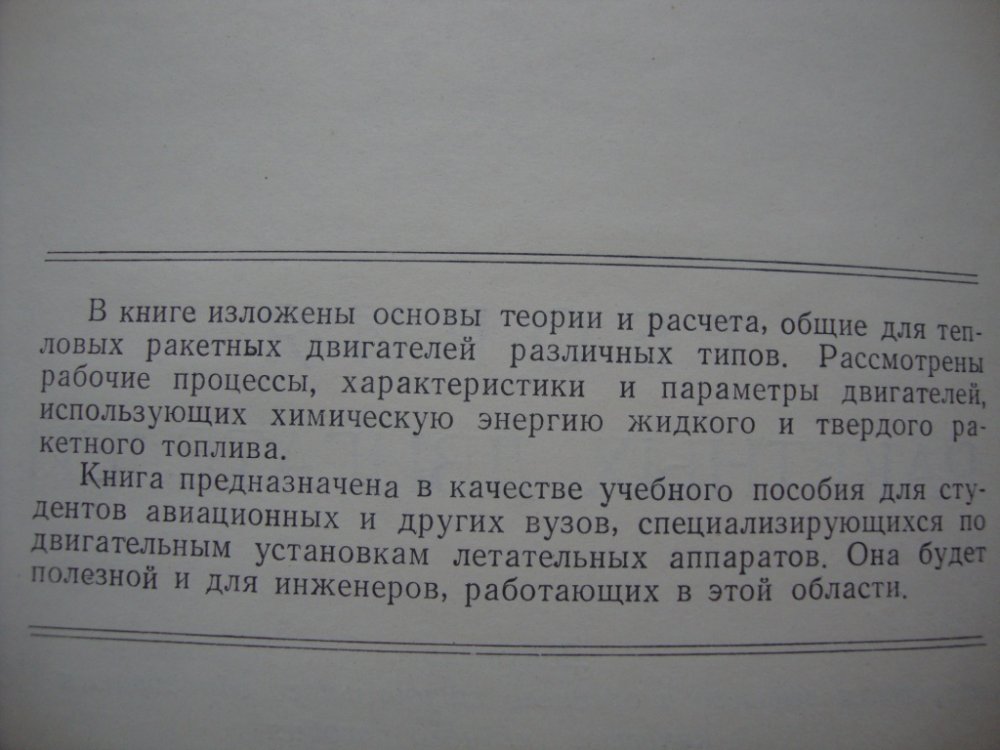 В книге изложены основы теории и расчета, общие для теп-
ловых ракетных двигателей различных типов. Рассмотрены
рабочие процессы, характеристики и параметры двигателей,
использующих химическую энергию жидкого и твердого ра-
кетного топлива.
Книга предназначена в качестве учебного пособия для сту-
дентов авиационных и других вузов, специализирующихся по
двигательным установкам летательных аппаратов. Она будет
полезной и для инженеров, работающих в этой области.